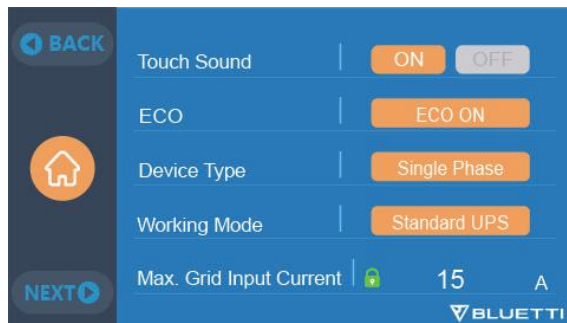 BACK
Touch Sound ON OFF
ECO ECO ON
Device Type Single Phase
Working Mode Standard UPS
Max. Grid Input Current 15 A
NEXT
BLUETTI